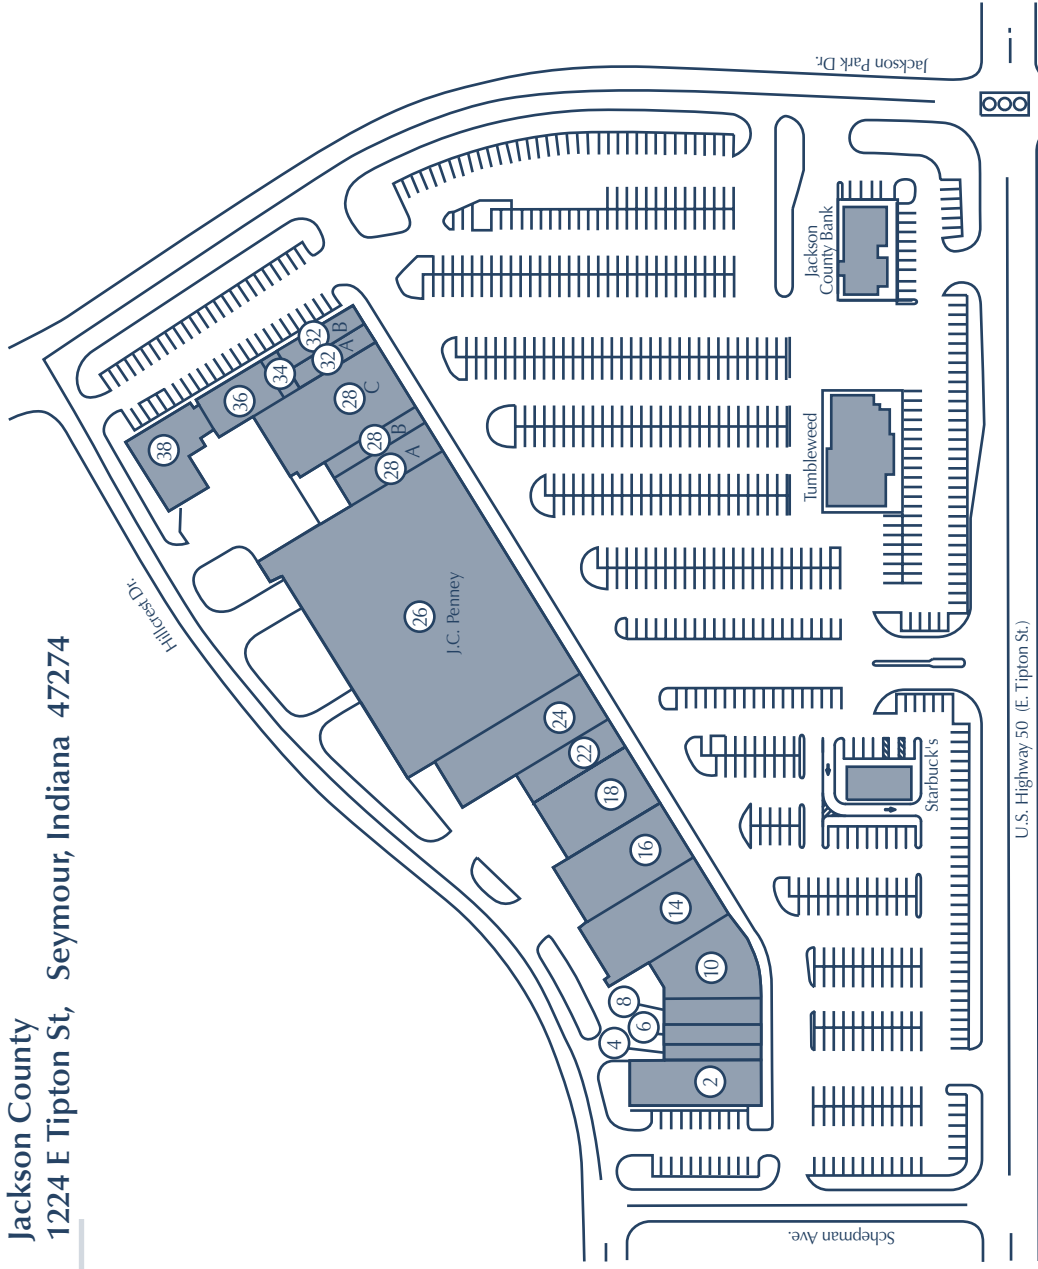 Jackson County
1224 E Tipton St, Seymour, Indiana 47274
Hillcrest Dr.
Jackson Park Dr.
Schepman Ave.
U.S. Highway 50 (E. Tipton St.)
38
36
34
32
B
32
A
28
C
28
B
28
A
26
J.C. Penney
24
22
18
16
14
10
8
6
4
2
Jackson
County Bank
Tumbleweed
Starbuck's